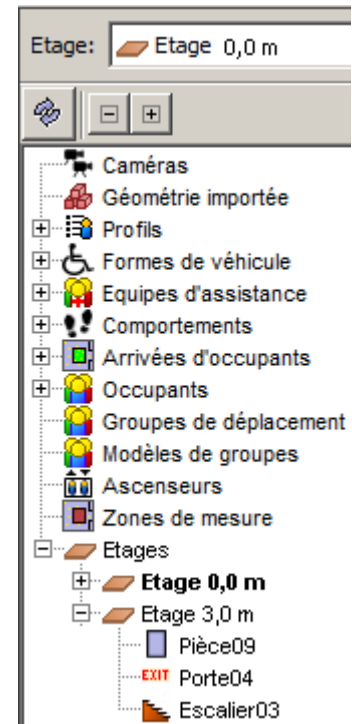 Etage: Etage 0,0 m
Caméras
Géométrie importée
Profils
Formes de véhicule
Equipes d'assistance
Comportements
Arrivées d'occupants
Occupants
Groupes de déplacement
Modèles de groupes
Ascenseurs
Zones de mesure
Etages
Etage 0,0 m
Etage 3,0 m
Pièce09
EXIT Porte04
Escalier03